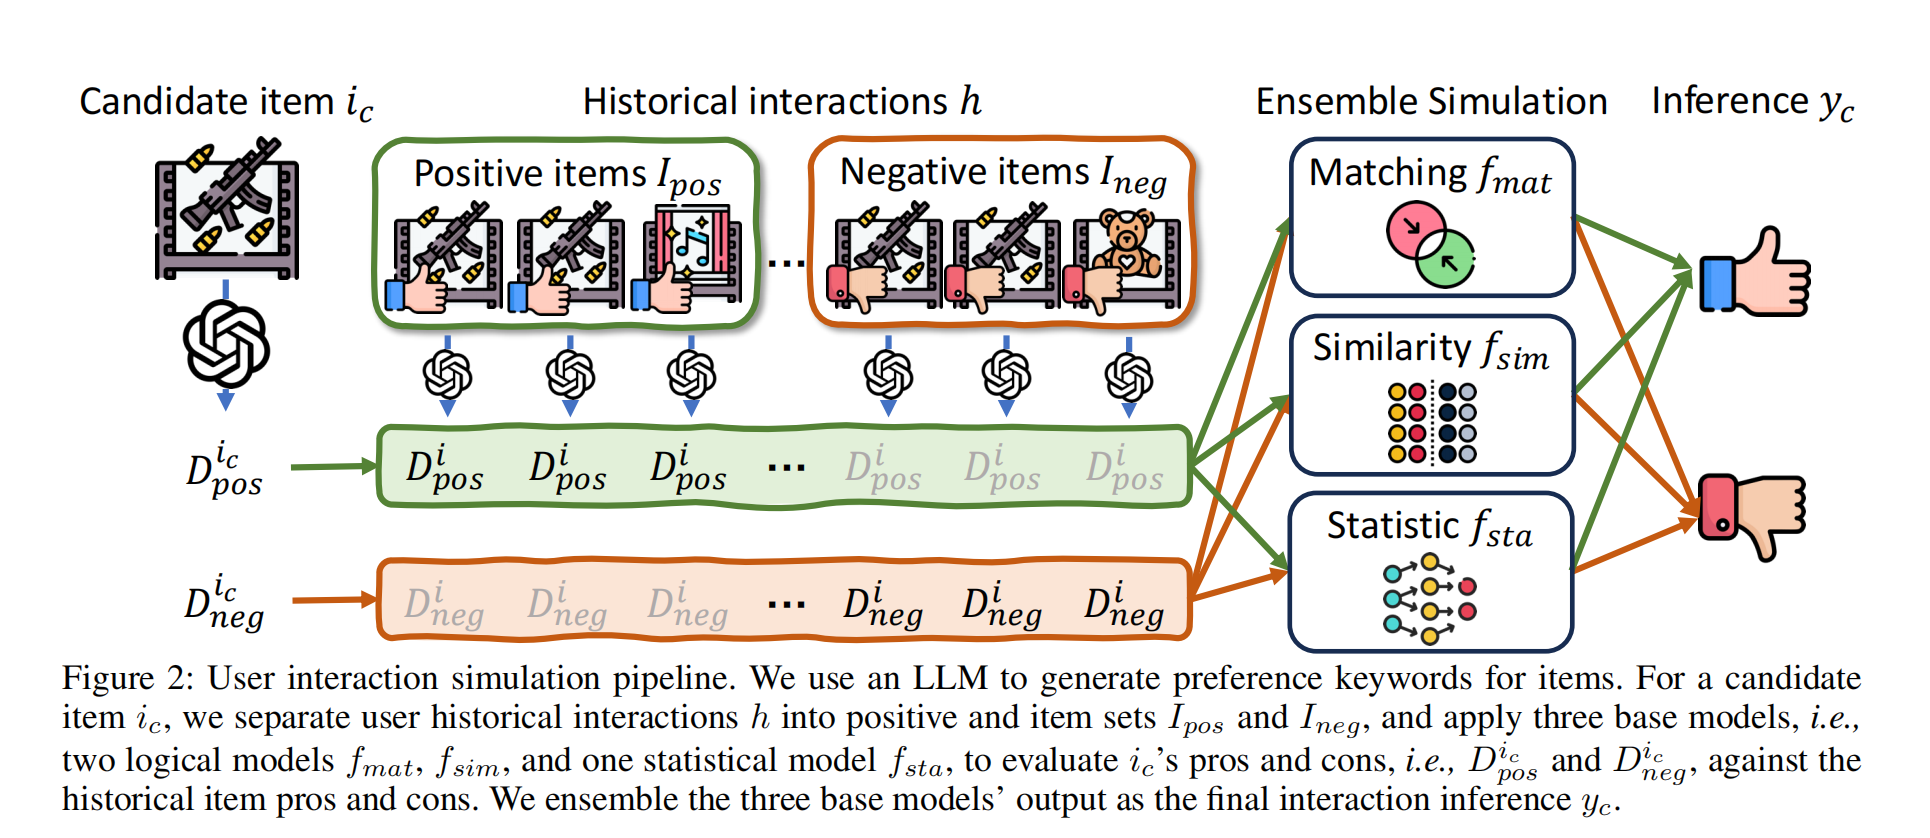 Candidate item i_c
Historical interactions h
Ensemble Simulation
Inference y_c
Positive items I_pos
Negative items I_neg
Matching f_mat
...
Similarity f_sim
D^{i_c}_{pos}
D^i_{pos} D^i_{pos} D^i_{pos} ... D^i_{pos} D^i_{pos} D^i_{pos}
Statistic f_sta
D^{i_c}_{neg}
D^i_{neg} D^i_{neg} D^i_{neg} ... D^i_{neg} D^i_{neg} D^i_{neg}
Figure 2: User interaction simulation pipeline. We use an LLM to generate preference keywords for items. For a candidate
item i_c, we separate user historical interactions h into positive and item sets I_pos and I_neg, and apply three base models, i.e.,
two logical models f_mat, f_sim, and one statistical model f_sta, to evaluate i_c's pros and cons, i.e., D^{i_c}_{pos} and D^{i_c}_{neg}, against the
historical item pros and cons. We ensemble the three base models' output as the final interaction inference y_c.